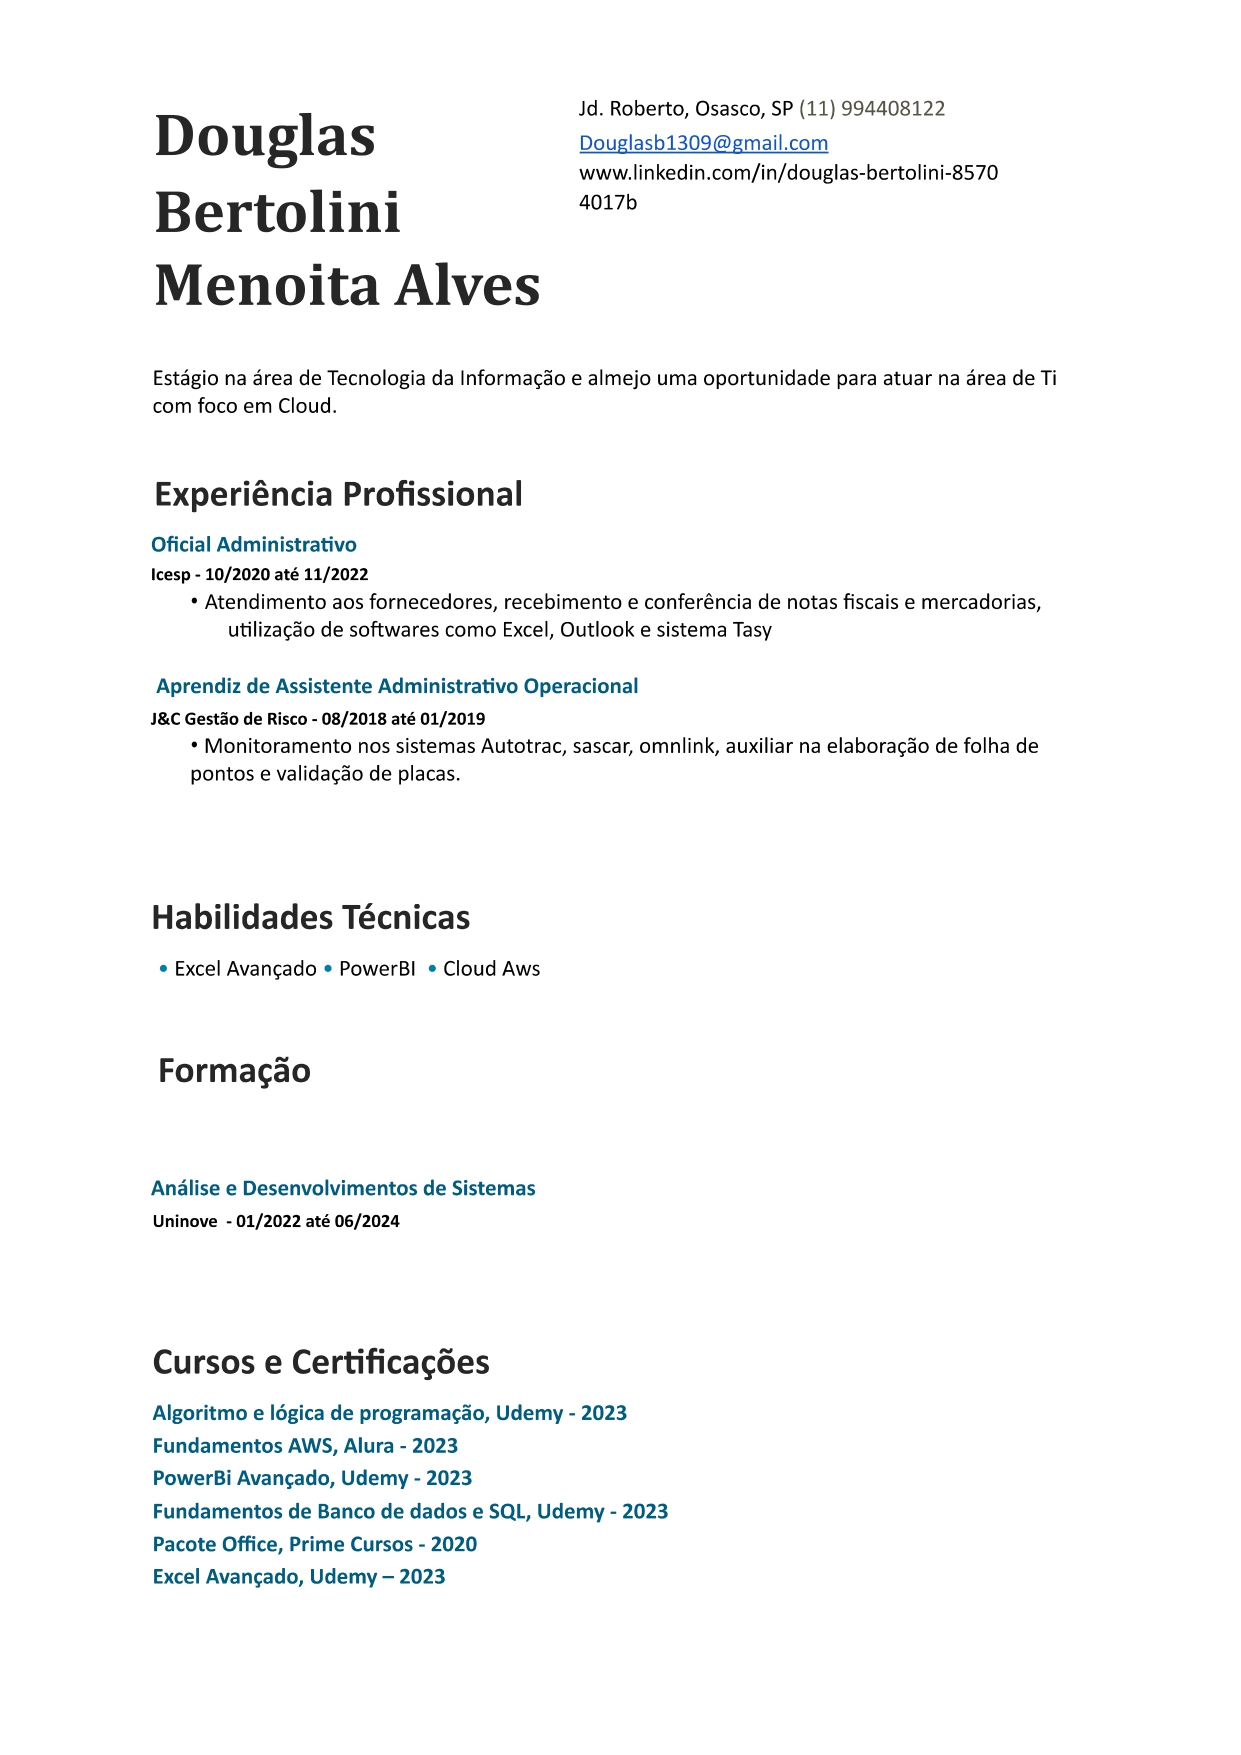 Douglas
Bertolini
Menoita Alves
Jd. Roberto, Osasco, SP (11) 994408122
Douglasb1309@gmail.com
www.linkedin.com/in/douglas-bertolini-8570
4017b
Estágio na área de Tecnologia da Informação e almejo uma oportunidade para atuar na área de Ti
com foco em Cloud.
Experiência Profissional
Oficial Administrativo
Icesp - 10/2020 até 11/2022
• Atendimento aos fornecedores, recebimento e conferência de notas fiscais e mercadorias,
utilização de softwares como Excel, Outlook e sistema Tasy
Aprendiz de Assistente Administrativo Operacional
J&C Gestão de Risco - 08/2018 até 01/2019
• Monitoramento nos sistemas Autotrac, sascar, omnlink, auxiliar na elaboração de folha de
pontos e validação de placas.
Habilidades Técnicas
• Excel Avançado • PowerBI • Cloud Aws
Formação
Análise e Desenvolvimentos de Sistemas
Uninove - 01/2022 até 06/2024
Cursos e Certificações
Algoritmo e lógica de programação, Udemy - 2023
Fundamentos AWS, Alura - 2023
PowerBi Avançado, Udemy - 2023
Fundamentos de Banco de dados e SQL, Udemy - 2023
Pacote Office, Prime Cursos - 2020
Excel Avançado, Udemy – 2023